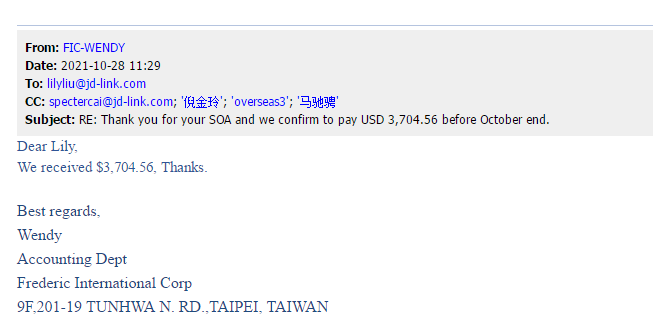 From: FIC-WENDY
Date: 2021-10-28 11:29
To: lilyliu@jd-link.com
CC: spectercai@jd-link.com; '倪金玲'; 'overseas3'; '马驰骋'
Subject: RE: Thank you for your SOA and we confirm to pay USD 3,704.56 before October end.
Dear Lily,
We received $3,704.56, Thanks.
Best regards,
Wendy
Accounting Dept
Frederic International Corp
9F,201-19 TUNHWA N. RD.,TAIPEI, TAIWAN